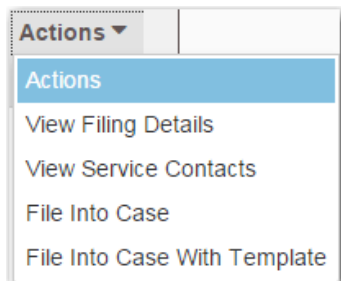 Actions ▼
Actions
View Filing Details
View Service Contacts
File Into Case
File Into Case With Template